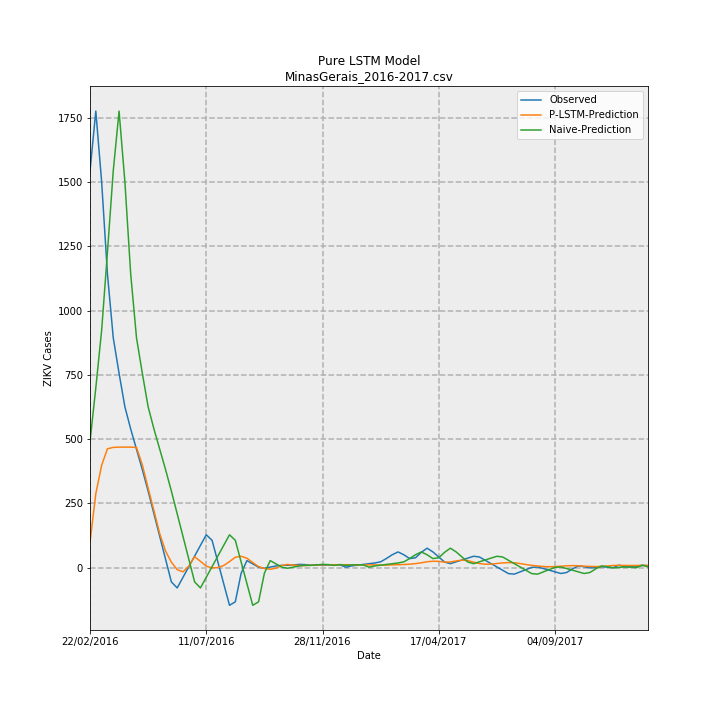 Pure LSTM Model
MinasGerais_2016-2017.csv
Observed
P-LSTM-Prediction
Naive-Prediction
ZIKV Cases
1750
1500
1250
1000
750
500
250
0
22/02/2016
11/07/2016
28/11/2016
17/04/2017
04/09/2017
Date